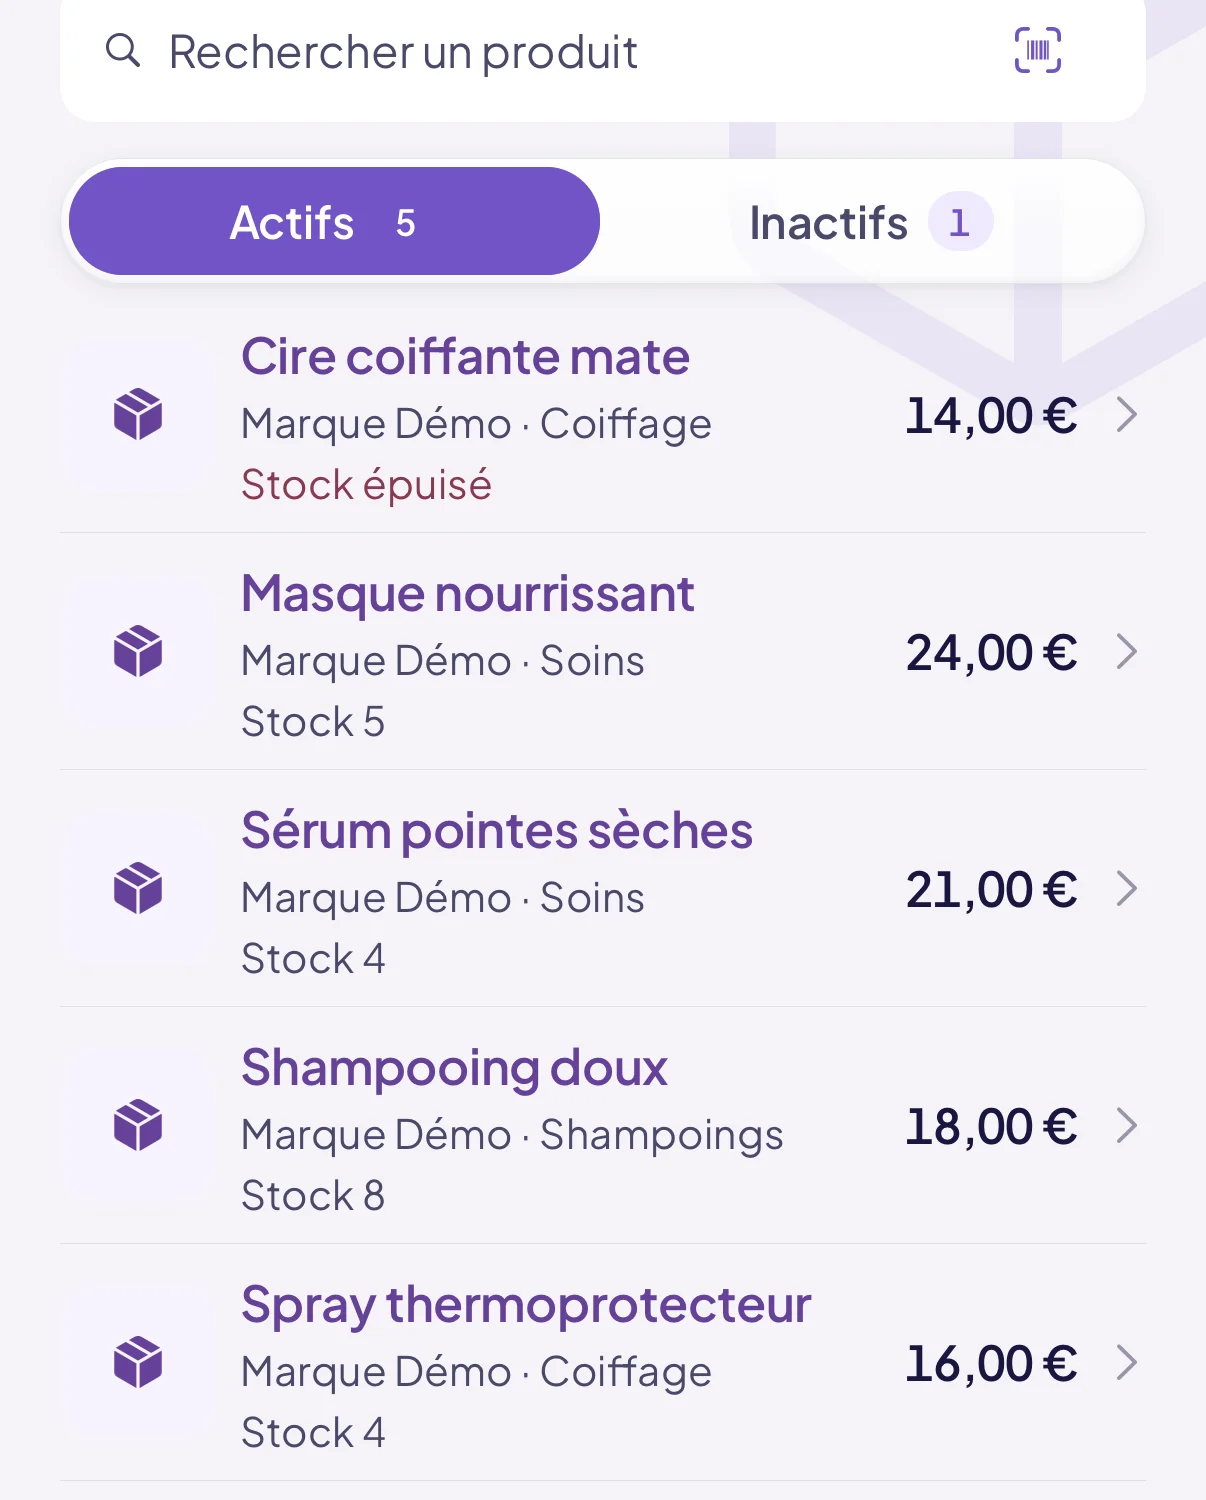 Rechercher un produit
Actifs 5
Inactifs 1
Cire coiffante mate
Marque Démo · Coiffage
Stock épuisé
14,00 €
Masque nourrissant
Marque Démo · Soins
Stock 5
24,00 €
Sérum pointes sèches
Marque Démo · Soins
Stock 4
21,00 €
Shampooing doux
Marque Démo · Shampoings
Stock 8
18,00 €
Spray thermoprotecteur
Marque Démo · Coiffage
Stock 4
16,00 €